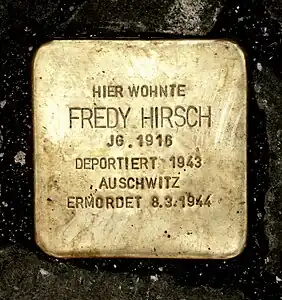 HIER WOHNTE
FREDY HIRSCH
JG. 1916
DEPORTIERT 1943
AUSCHWITZ
ERMORDET 8.3.1944